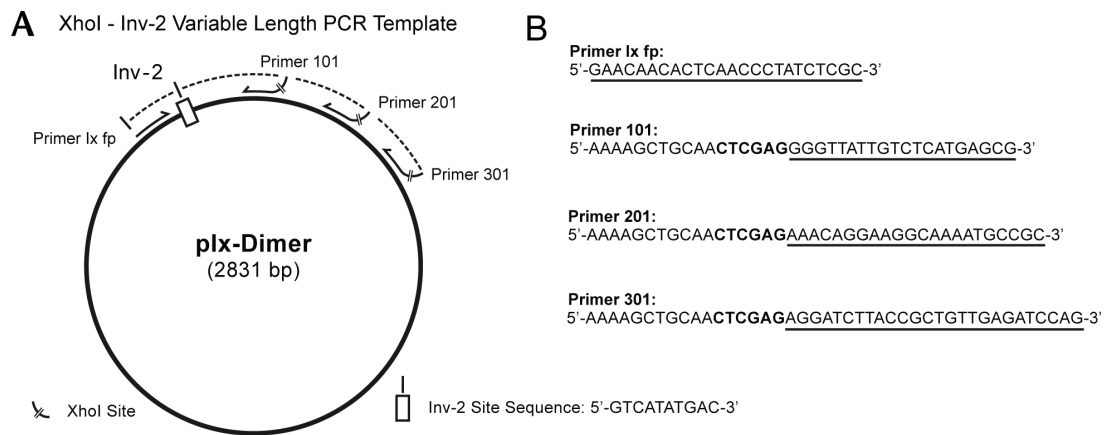 A XhoI - Inv-2 Variable Length PCR Template
Inv-2
Primer 101
Primer 201
Primer Ix fp
Primer 301
pIx-Dimer
(2831 bp)
XhoI Site
Inv-2 Site Sequence: 5'-GTCATATGAC-3'
B
Primer Ix fp:
5'-GAACAACACTCAACCCTATCTCGC-3'
Primer 101:
5'-AAAAGCTGCAACTCGAGGGGTTATTGTCTCATGAGCG-3'
Primer 201:
5'-AAAAGCTGCAACTCGAGAAACAGGAAGGCAAAATGCCGC-3'
Primer 301:
5'-AAAAGCTGCAACTCGAGAGGATCTTACCGCTGTTGAGATCCAG-3'